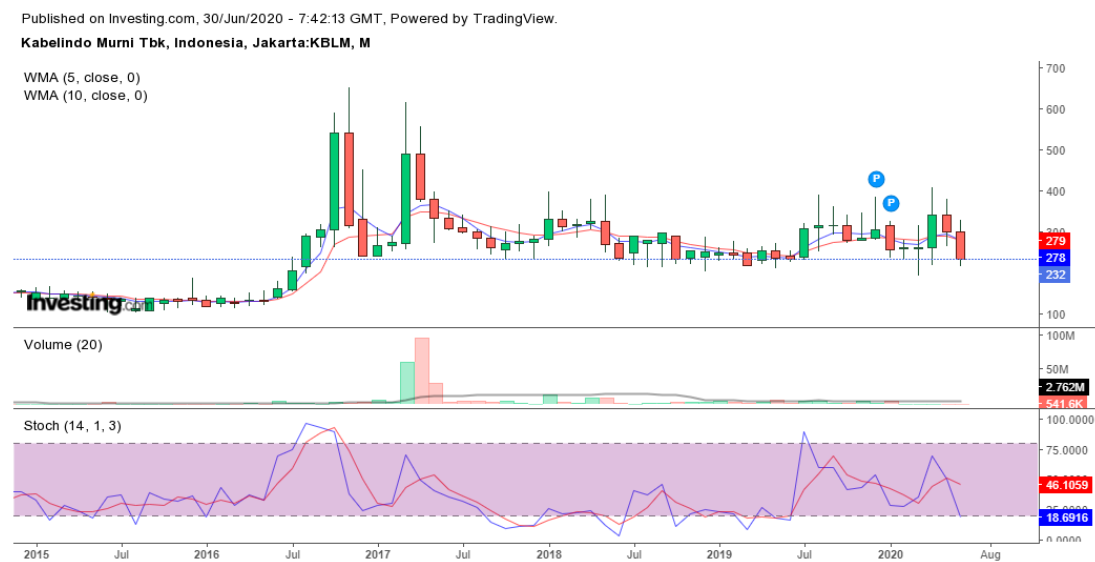 Published on Investing.com, 30/Jun/2020 - 7:42:13 GMT, Powered by TradingView.
Kabelindo Murni Tbk, Indonesia, Jakarta:KBLM, M
WMA (5, close, 0)
WMA (10, close, 0)
700
600
500
400
P
P
300
279
278
232
100
Investing.com
Volume (20)
100M
50M
2.762M
541.6K
Stoch (14, 1, 3)
100.0000
75.0000
46.1059
25.0000
18.6916
0.0000
2015 Jul 2016 Jul 2017 Jul 2018 Jul 2019 Jul 2020 Aug